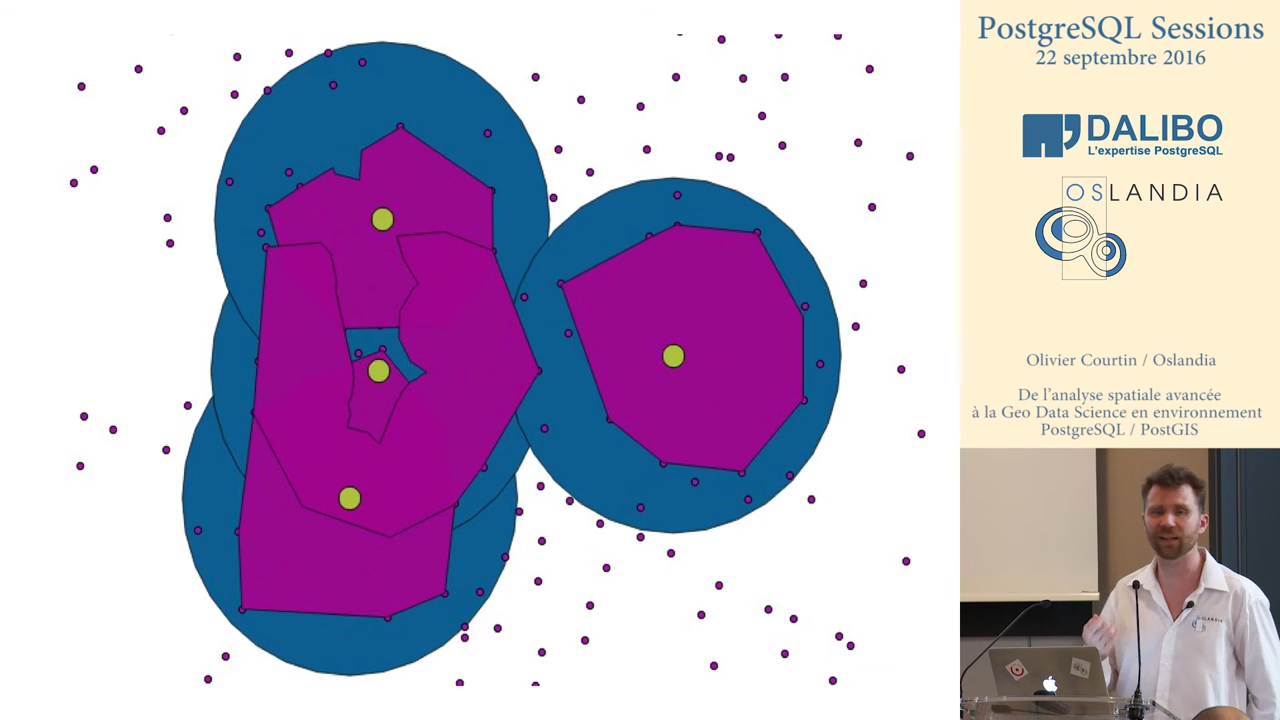 PostgreSQL Sessions
22 septembre 2016
DALIBO
L'expertise PostgreSQL
OSLANDIA
Olivier Courtin / Oslandia
De l'analyse spatiale avancée
à la Geo Data Science en environnement
PostgreSQL / PostGIS
OSLANDIA